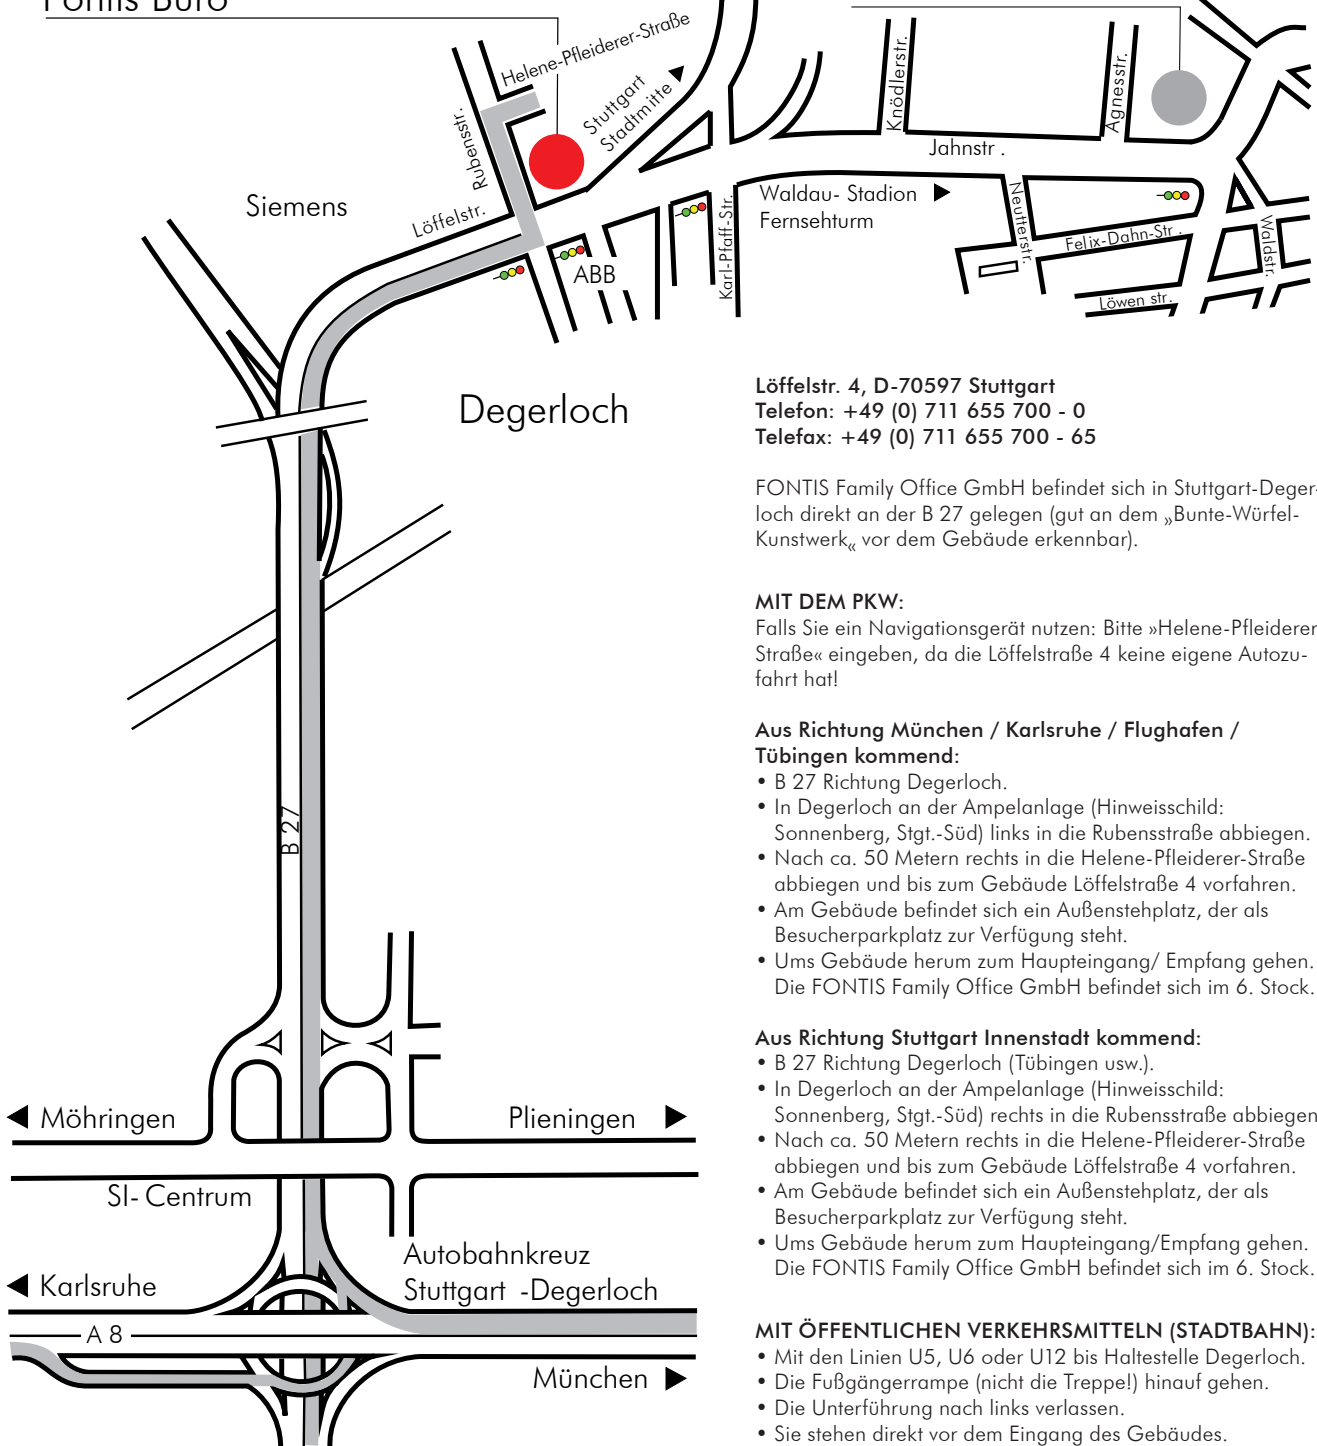 Fontis Büro
Helene-Pfleiderer-Straße
Stuttgart
Stadtmitte
Rubensstr.
Knödlerstr.
Agnesstr.
Jahnstr .
Siemens
Löffelstr.
Waldau- Stadion
Fernsehturm
Karl-Pfaff-Str.
Neutterstr.
Felix-Dahn-Str .
Waldstr.
Löwen str.
ABB
Degerloch
B 27
Möhringen
Plieningen
SI- Centrum
Autobahnkreuz
Stuttgart -Degerloch
Karlsruhe
A 8
München
Löffelstr. 4, D-70597 Stuttgart
Telefon: +49 (0) 711 655 700 - 0
Telefax: +49 (0) 711 655 700 - 65
FONTIS Family Office GmbH befindet sich in Stuttgart-Deger-
loch direkt an der B 27 gelegen (gut an dem „Bunte-Würfel-
Kunstwerk„ vor dem Gebäude erkennbar).
MIT DEM PKW:
Falls Sie ein Navigationsgerät nutzen: Bitte »Helene-Pfleiderer
Straße« eingeben, da die Löffelstraße 4 keine eigene Autozu-
fahrt hat!
Aus Richtung München / Karlsruhe / Flughafen /
Tübingen kommend:
• B 27 Richtung Degerloch.
• In Degerloch an der Ampelanlage (Hinweisschild:
Sonnenberg, Stgt.-Süd) links in die Rubensstraße abbiegen.
• Nach ca. 50 Metern rechts in die Helene-Pfleiderer-Straße
abbiegen und bis zum Gebäude Löffelstraße 4 vorfahren.
• Am Gebäude befindet sich ein Außenstehplatz, der als
Besucherparkplatz zur Verfügung steht.
• Ums Gebäude herum zum Haupteingang/ Empfang gehen.
Die FONTIS Family Office GmbH befindet sich im 6. Stock.
Aus Richtung Stuttgart Innenstadt kommend:
• B 27 Richtung Degerloch (Tübingen usw.).
• In Degerloch an der Ampelanlage (Hinweisschild:
Sonnenberg, Stgt.-Süd) rechts in die Rubensstraße abbiegen
• Nach ca. 50 Metern rechts in die Helene-Pfleiderer-Straße
abbiegen und bis zum Gebäude Löffelstraße 4 vorfahren.
• Am Gebäude befindet sich ein Außenstehplatz, der als
Besucherparkplatz zur Verfügung steht.
• Ums Gebäude herum zum Haupteingang/Empfang gehen.
Die FONTIS Family Office GmbH befindet sich im 6. Stock.
MIT ÖFFENTLICHEN VERKEHRSMITTELN (STADTBAHN):
• Mit den Linien U5, U6 oder U12 bis Haltestelle Degerloch.
• Die Fußgängerrampe (nicht die Treppe!) hinauf gehen.
• Die Unterführung nach links verlassen.
• Sie stehen direkt vor dem Eingang des Gebäudes.